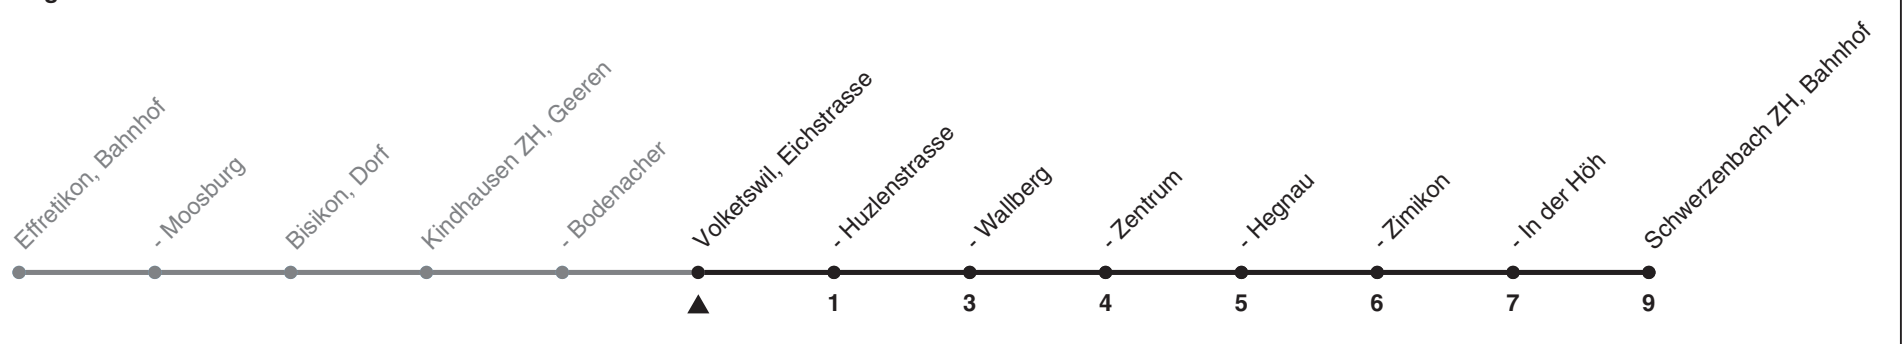 Effretikon, Bahnhof
- Moosburg
Bisikon, Dorf
Kindhausen ZH, Geeren
- Bodenacher
Volketswil, Eichstrasse
- Huzlenstrasse
- Wallberg
- Zentrum
- Hegnau
- Zimikon
- In der Höh
Schwerzenbach ZH, Bahnhof
1 3 4 5 6 7 9